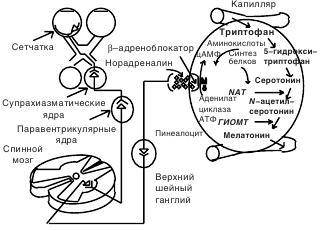 Капилляр
Триптофан
Аминокислоты
цАМФ
Синтез
белков
5-гидрокси-
триптофан
Серотонин
NAT
N-ацетил-
серотонин
Аденилат
циклаза
АТФ
ГИОМТ
Мелатонин
Сетчатка
β-адреноблокатор
Норадреналин
Супрахиазматические
ядра
Паравентрикулярные
ядра
Спинной
мозг
Пинеалоцит
Верхний
шейный
ганглий